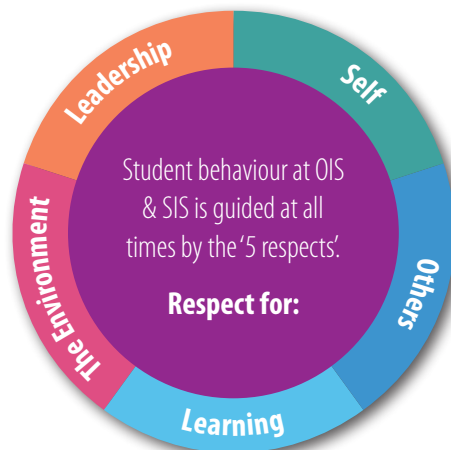 Student behaviour at OIS
& SIS is guided at all
times by the ‘5 respects’.
Respect for:
Self
Others
Learning
The Environment
Leadership